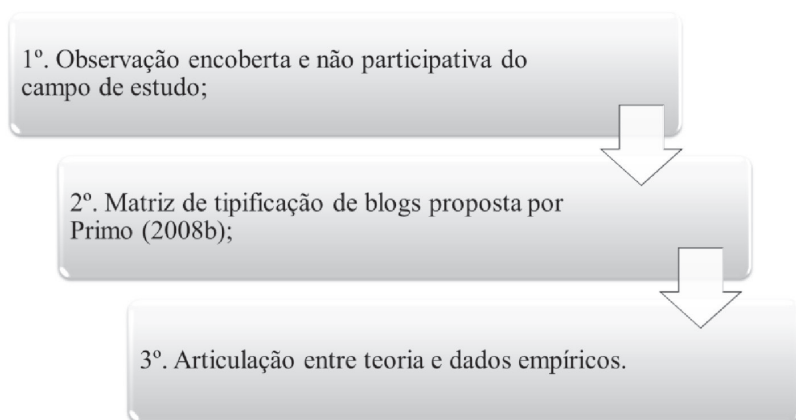 1º. Observação encoberta e não participativa do
campo de estudo;
2º. Matriz de tipificação de blogs proposta por
Primo (2008b);
3º. Articulação entre teoria e dados empíricos.